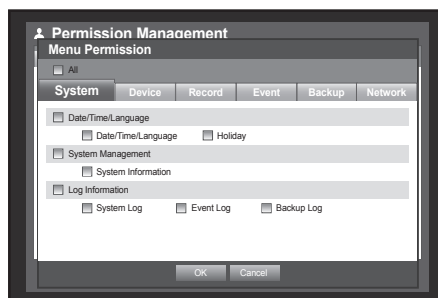 Permission Management
Menu Permission
All
System Device Record Event Backup Network
Date/Time/Language
Date/Time/Language Holiday
System Management
System Information
Log Information
System Log Event Log Backup Log
OK Cancel